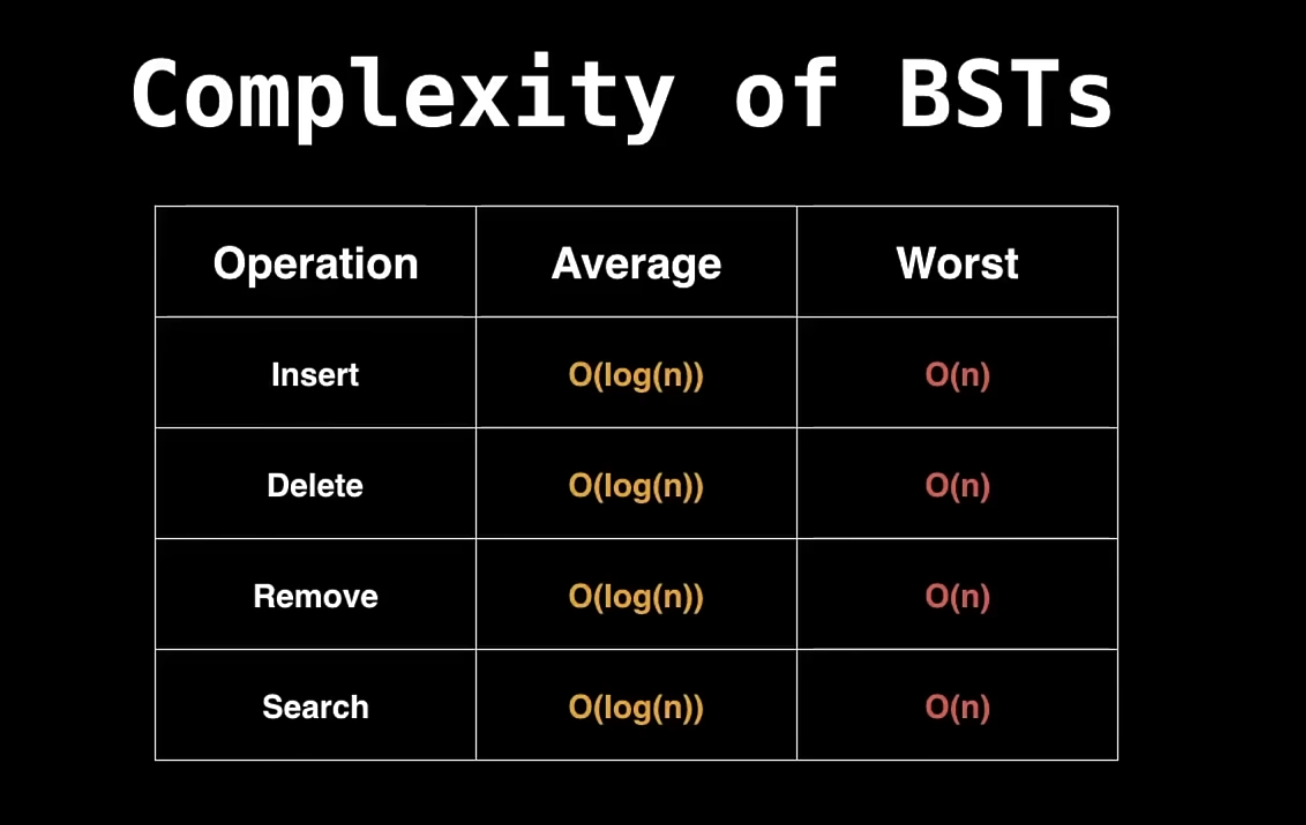 Complexity of BSTs
Operation Average Worst
Insert O(log(n)) O(n)
Delete O(log(n)) O(n)
Remove O(log(n)) O(n)
Search O(log(n)) O(n)